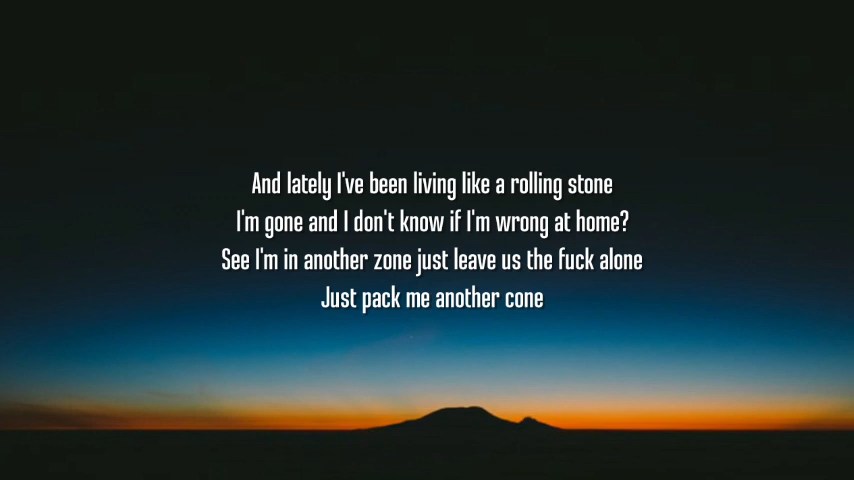 And lately I've been living like a rolling stone
I'm gone and I don't know if I'm wrong at home?
See I'm in another zone just leave us the fuck alone
Just pack me another cone